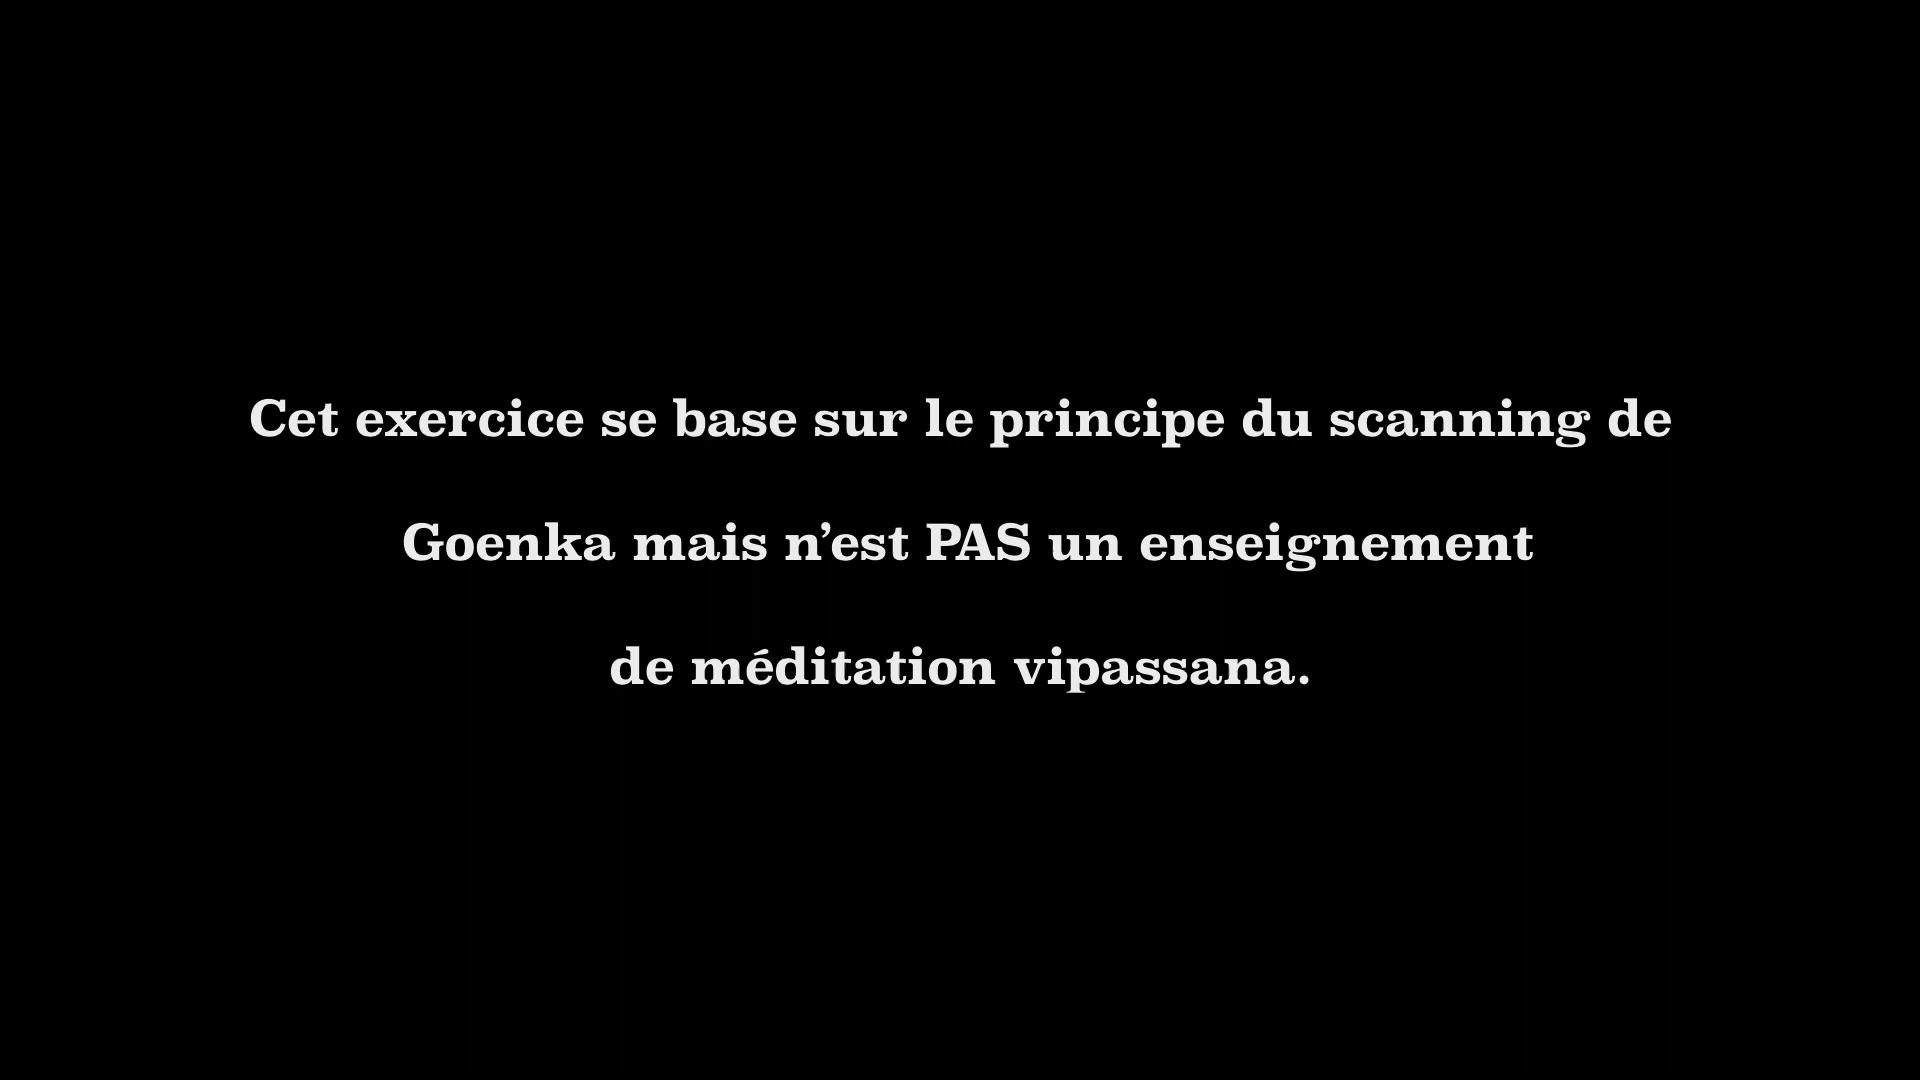 Cet exercice se base sur le principe du scanning de
Goenka mais n’est PAS un enseignement
de méditation vipassana.